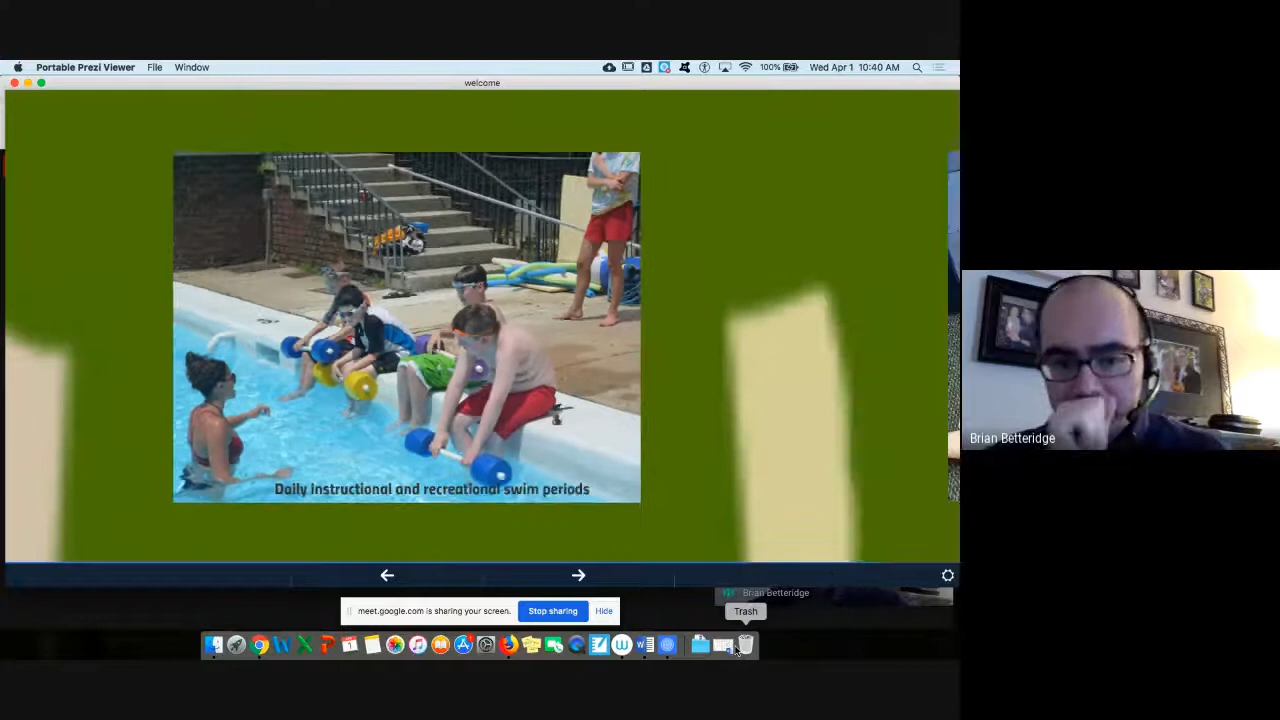 Portable Prezi Viewer File Window 100% Wed Apr 1 10:40 AM
welcome
Daily instructional and recreational swim periods
Brian Betteridge
Brian Betteridge
meet.google.com is sharing your screen. Stop sharing Hide
Trash